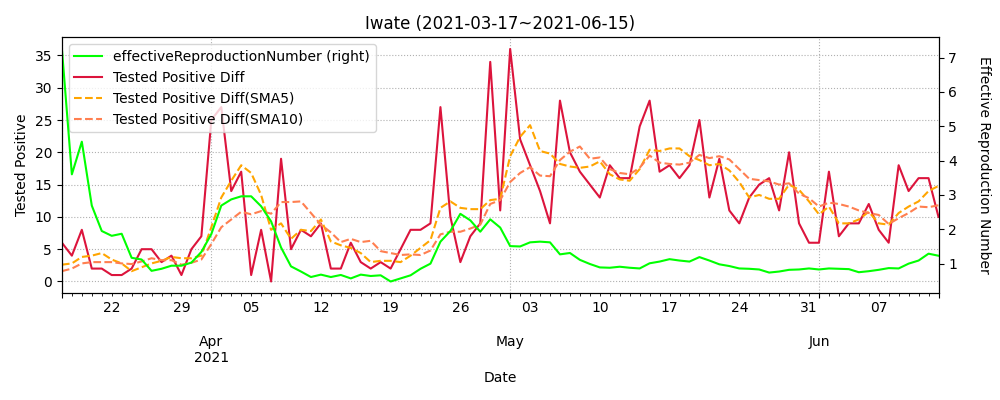 Iwate (2021-03-17~2021-06-15)
effectiveReproductionNumber (right)
Tested Positive Diff
Tested Positive Diff(SMA5)
Tested Positive Diff(SMA10)
Tested Positive
35
30
25
20
15
10
5
0
7
6
5
4
3
2
1
Effective Reproduction Number
22 29 05 12 19 26 03 10 17 24 31 07
Apr May Jun
2021
Date